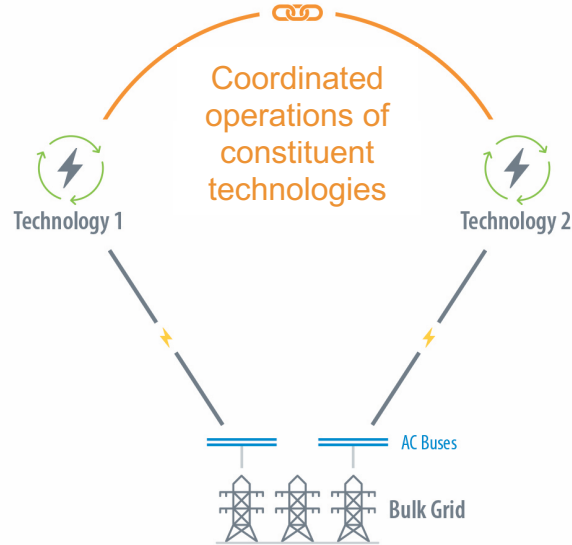 Coordinated
operations of
constituent
technologies
Technology 1
Technology 2
AC Buses
Bulk Grid